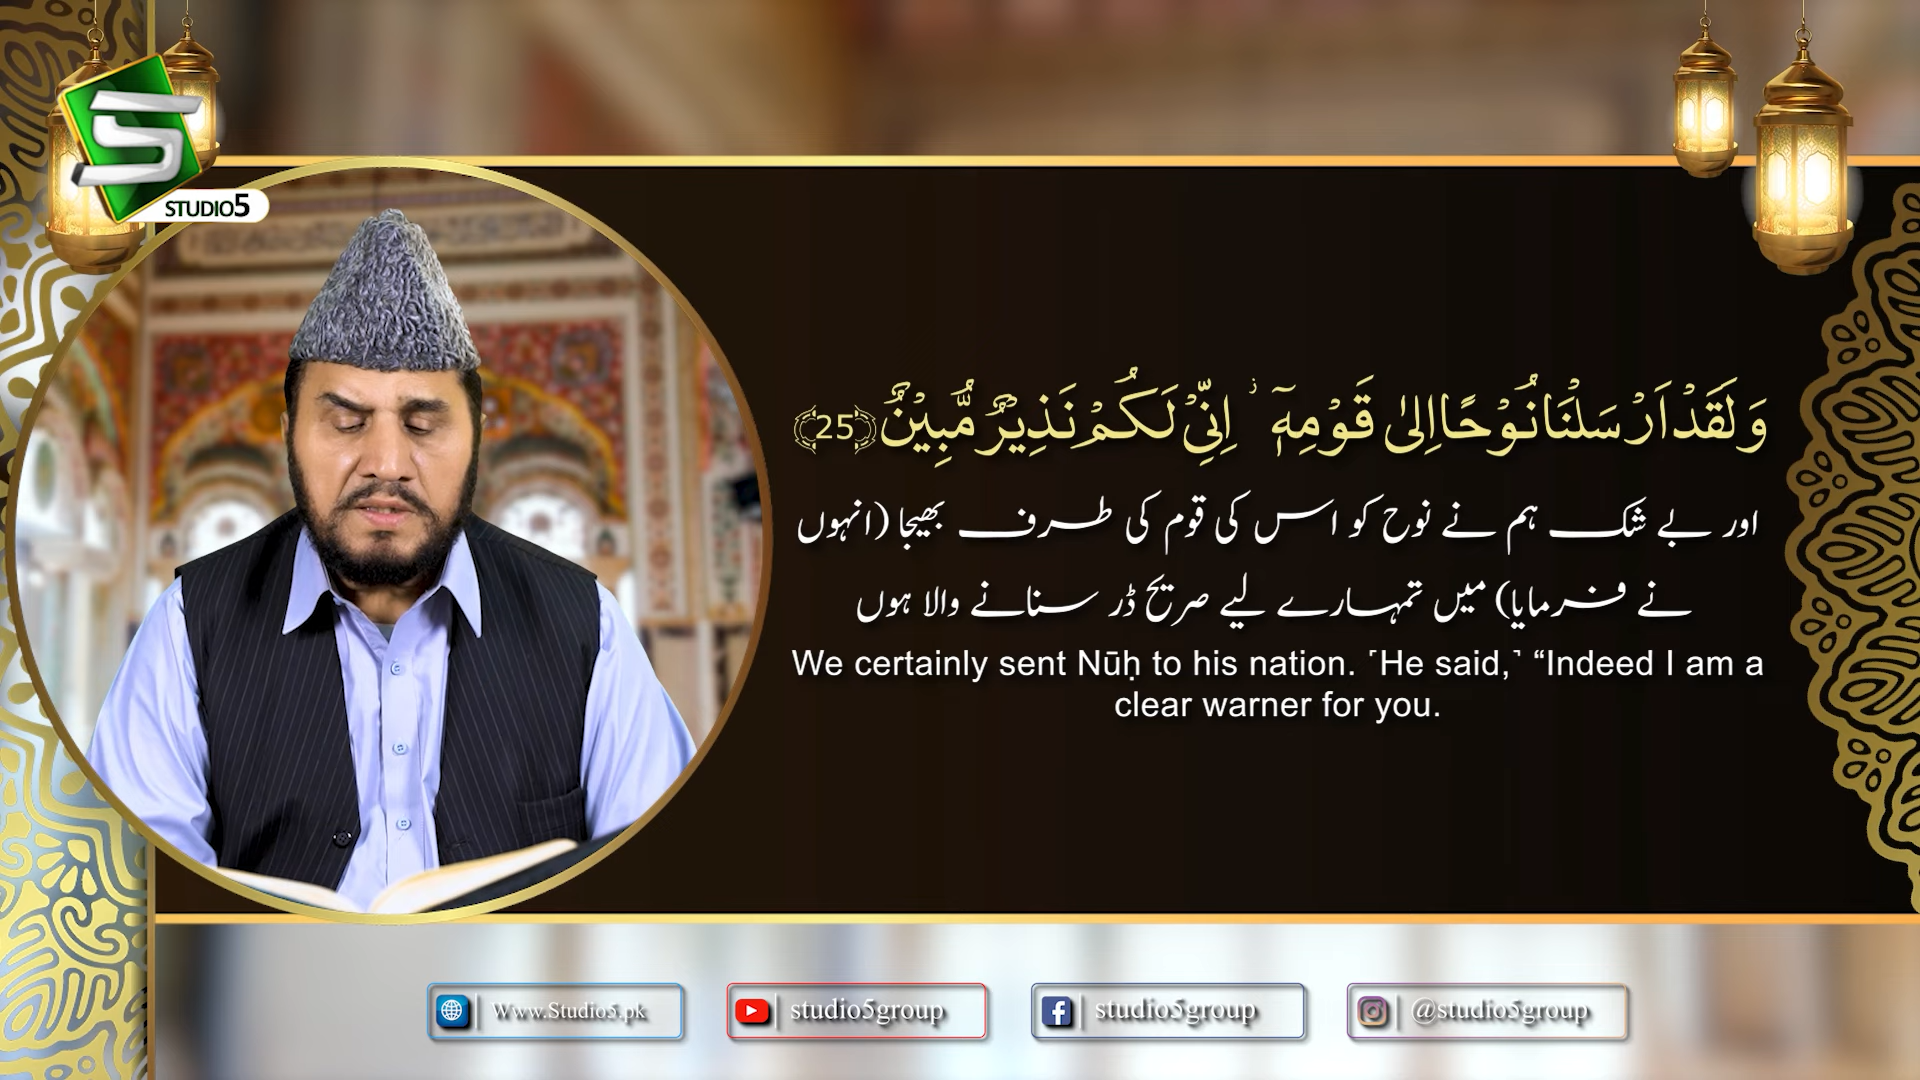 STUDIO5
وَلَقَدْ اَرْسَلْنَا نُوْحًا اِلٰى قَوْمِهٖۤ ؗ اِنِّیْ لَكُمْ نَذِیْرٌ مُّبِیْنٌۙ ﴿25﴾
اور بے شک ہم نے نوح کو اس کی قوم کی طرف بھیجا (انہوں
نے فرمایا) میں تمہارے لیے صریح ڈر سنانے والا ہوں
We certainly sent Nūḥ to his nation. ˹He said,˺ “Indeed I am a
clear warner for you.
Www.Studio5.pk
studio5group
studio5group
@studio5group